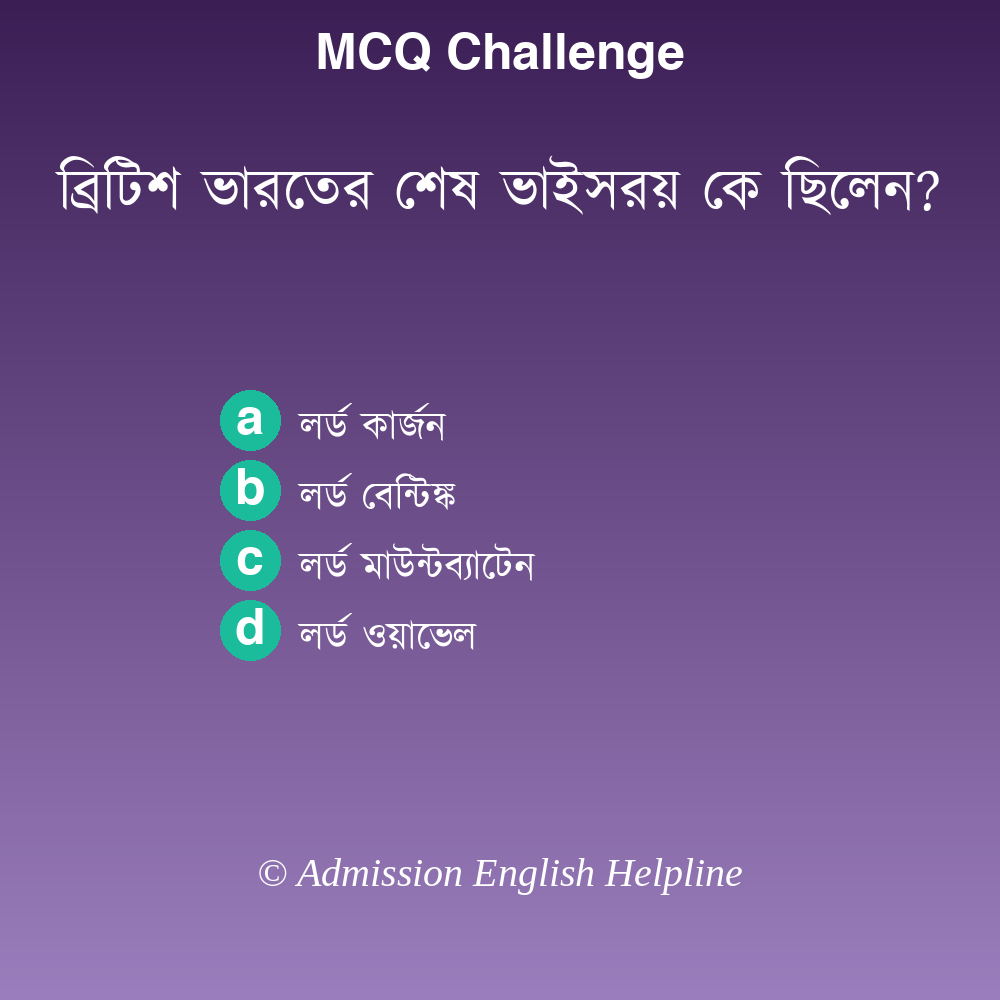 MCQ Challenge
ব্রিটিশ ভারতের শেষ ভাইসরয় কে ছিলেন?
a লর্ড কার্জন
b লর্ড বেন্টিঙ্ক
c লর্ড মাউন্টব্যাটেন
d লর্ড ওয়াভেল
© Admission English Helpline